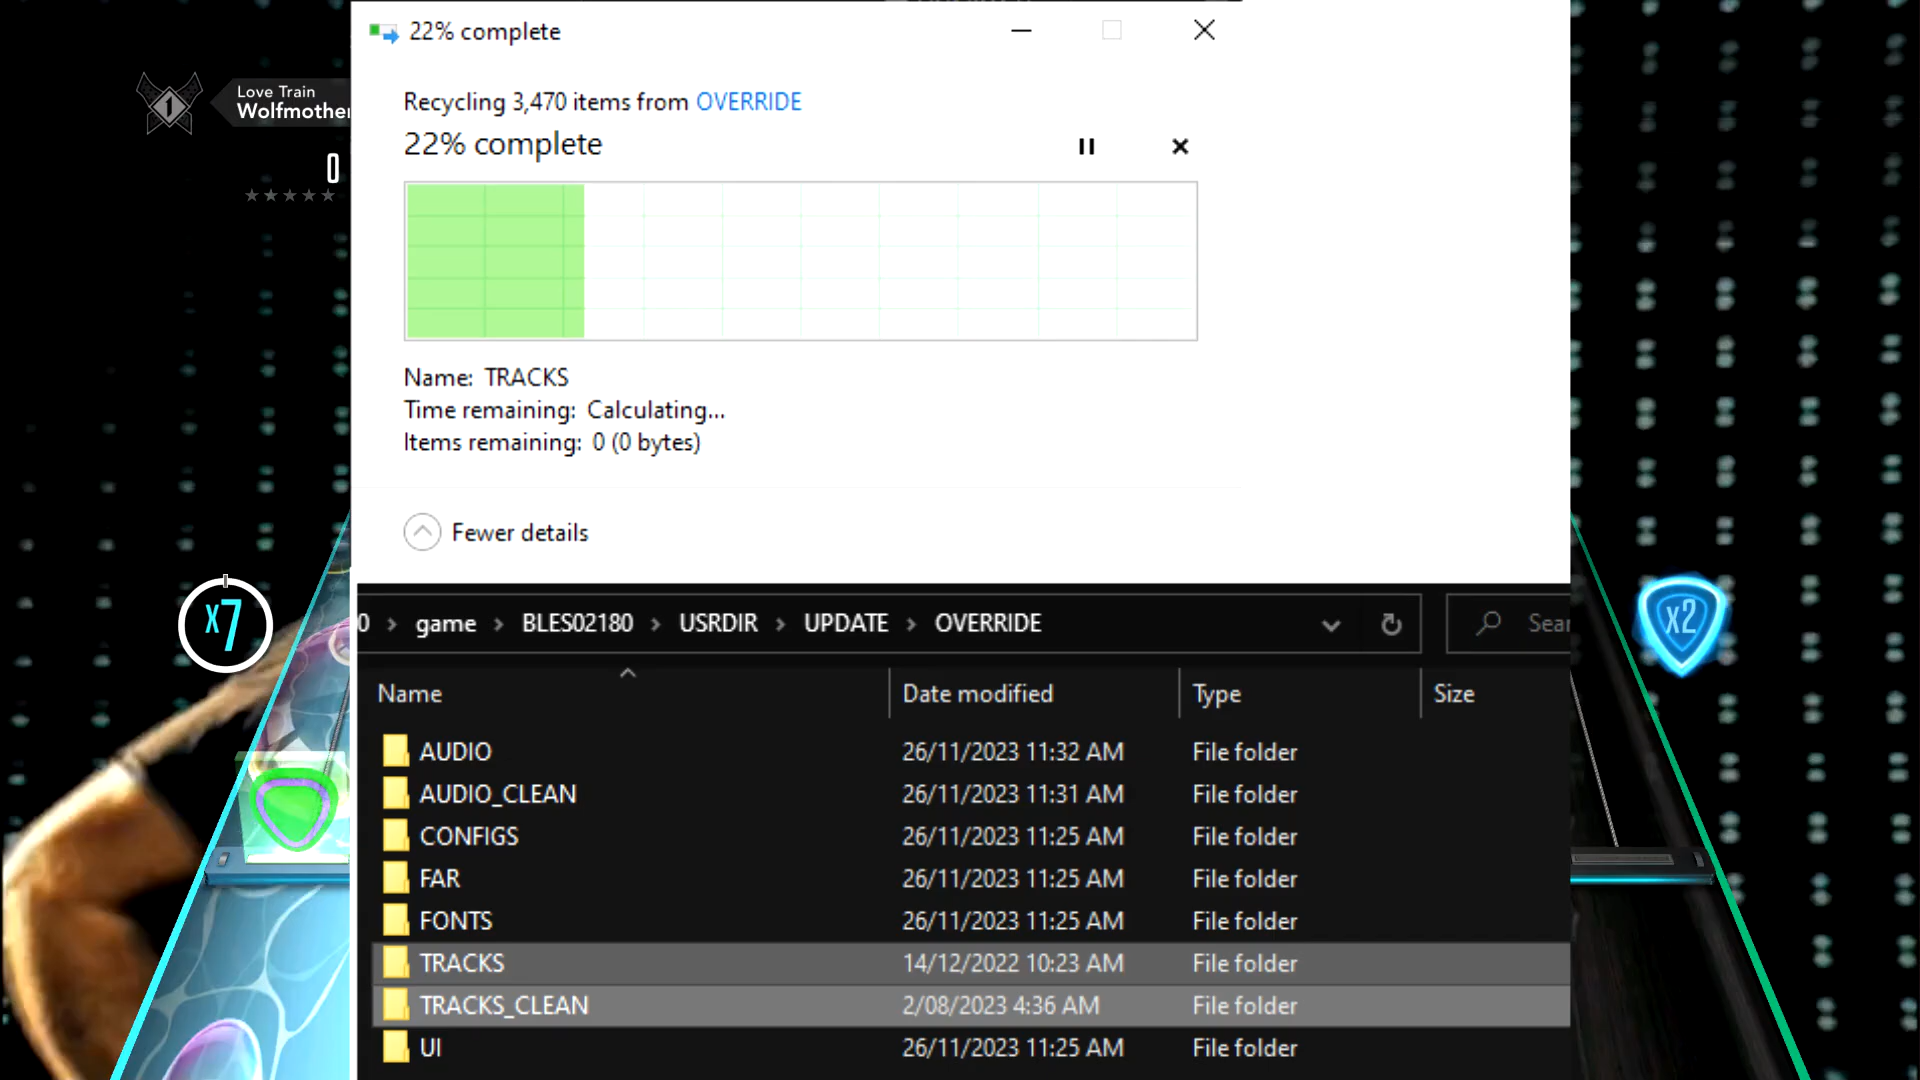 22% complete
Recycling 3,470 items from OVERRIDE
22% complete
Name: TRACKS
Time remaining: Calculating...
Items remaining: 0 (0 bytes)
Fewer details
1
Love Train
Wolfmother
0
x7
x2
0 > game > BLES02180 > USRDIR > UPDATE > OVERRIDE
Sear
Name Date modified Type Size
AUDIO 26/11/2023 11:32 AM File folder
AUDIO_CLEAN 26/11/2023 11:31 AM File folder
CONFIGS 26/11/2023 11:25 AM File folder
FAR 26/11/2023 11:25 AM File folder
FONTS 26/11/2023 11:25 AM File folder
TRACKS 14/12/2022 10:23 AM File folder
TRACKS_CLEAN 2/08/2023 4:36 AM File folder
UI 26/11/2023 11:25 AM File folder